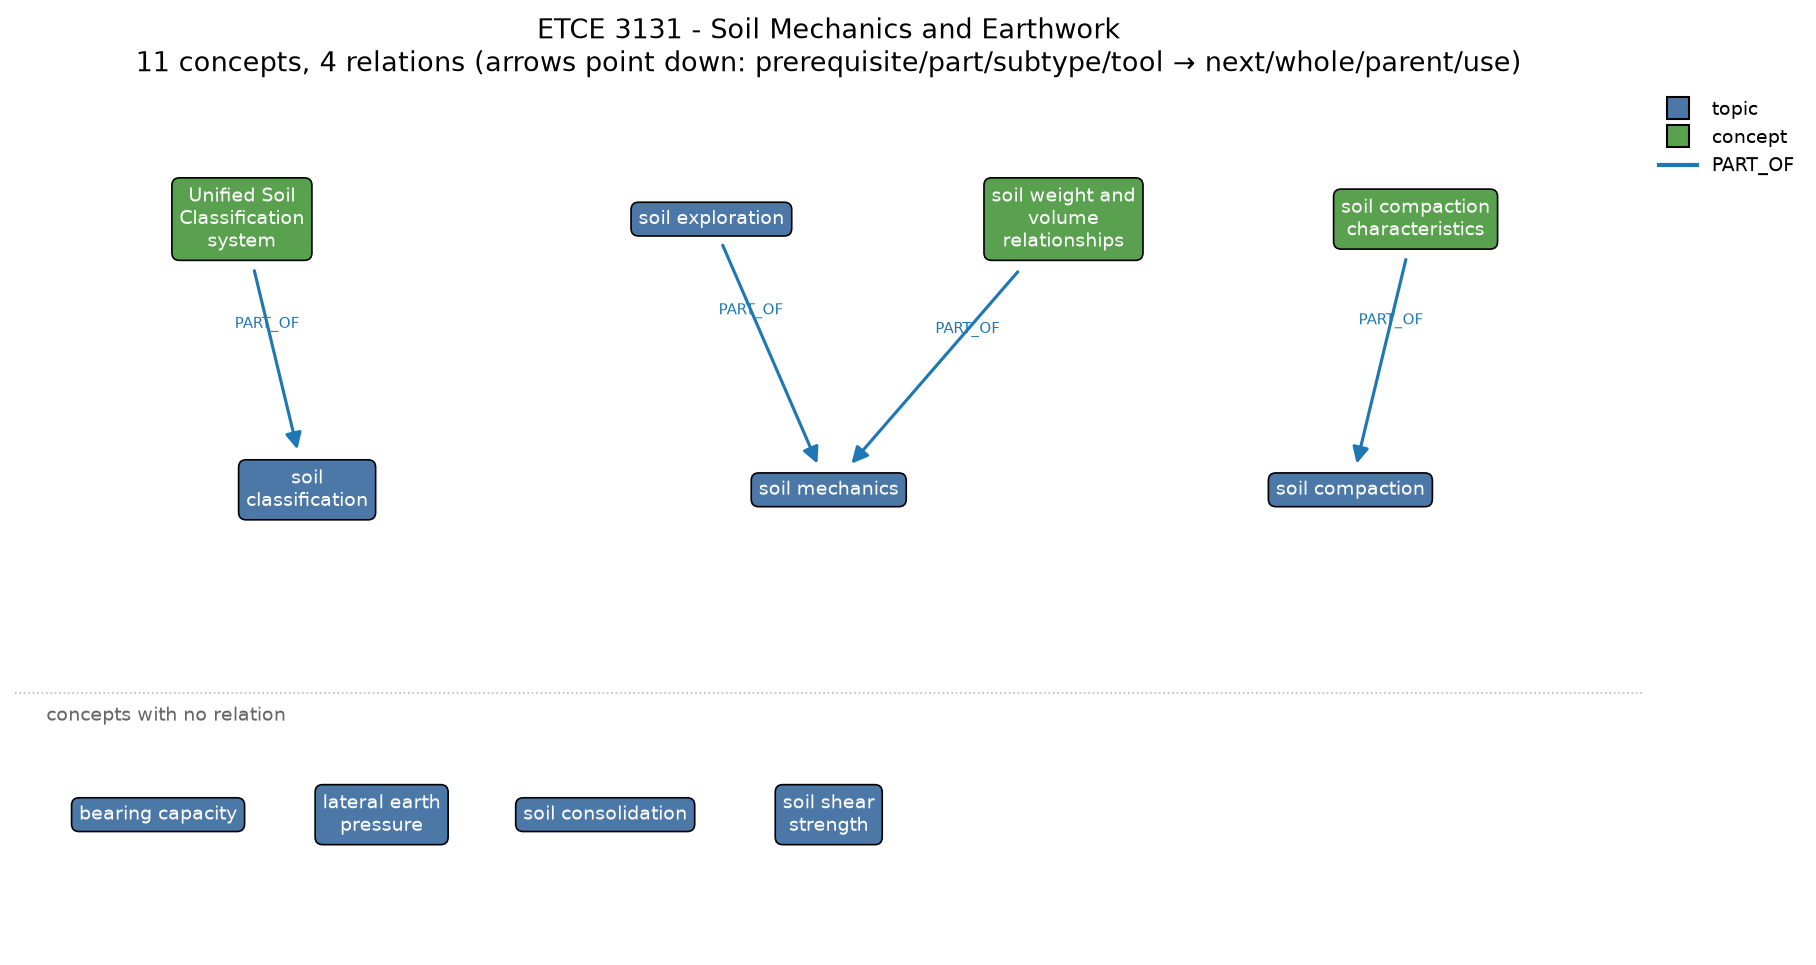 ETCE 3131 - Soil Mechanics and Earthwork
11 concepts, 4 relations (arrows point down: prerequisite/part/subtype/tool → next/whole/parent/use)
topic
concept
PART_OF
Unified Soil
Classification
system
soil exploration
soil weight and
volume
relationships
soil compaction
characteristics
PART_OF
PART_OF
PART_OF
PART_OF
soil
classification
soil mechanics
soil compaction
concepts with no relation
bearing capacity
lateral earth
pressure
soil consolidation
soil shear
strength